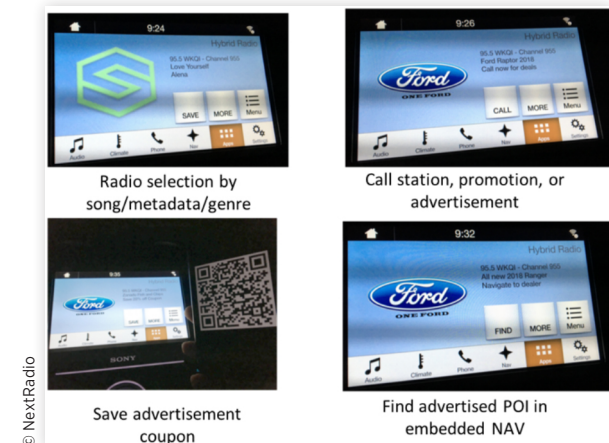 9:24
Hybrid Radio
95.5 WKQI - Channel 955
Love Yourself
Alena
SAVE
MORE
Menu
Audio
Climate
Phone
Nav
Apps
Settings
Radio selection by
song/metadata/genre
9:26
Hybrid Radio
95.5 WKQI - Channel 955
Ford Raptor 2018
Call now for deals
Ford
ONE FORD
CALL
MORE
Menu
Audio
Climate
Phone
Nav
Apps
Settings
Call station, promotion, or
advertisement
Ford
ONE FORD
SAVE
MORE
Menu
SONY
Save advertisement
coupon
9:32
Hybrid Radio
95.5 WKQI - Channel 955
All new 2018 Ranger
Navigate to dealer
Ford
ONE FORD
FIND
MORE
Menu
Audio
Climate
Phone
Nav
Apps
Settings
Find advertised POI in
embedded NAV
© NextRadio